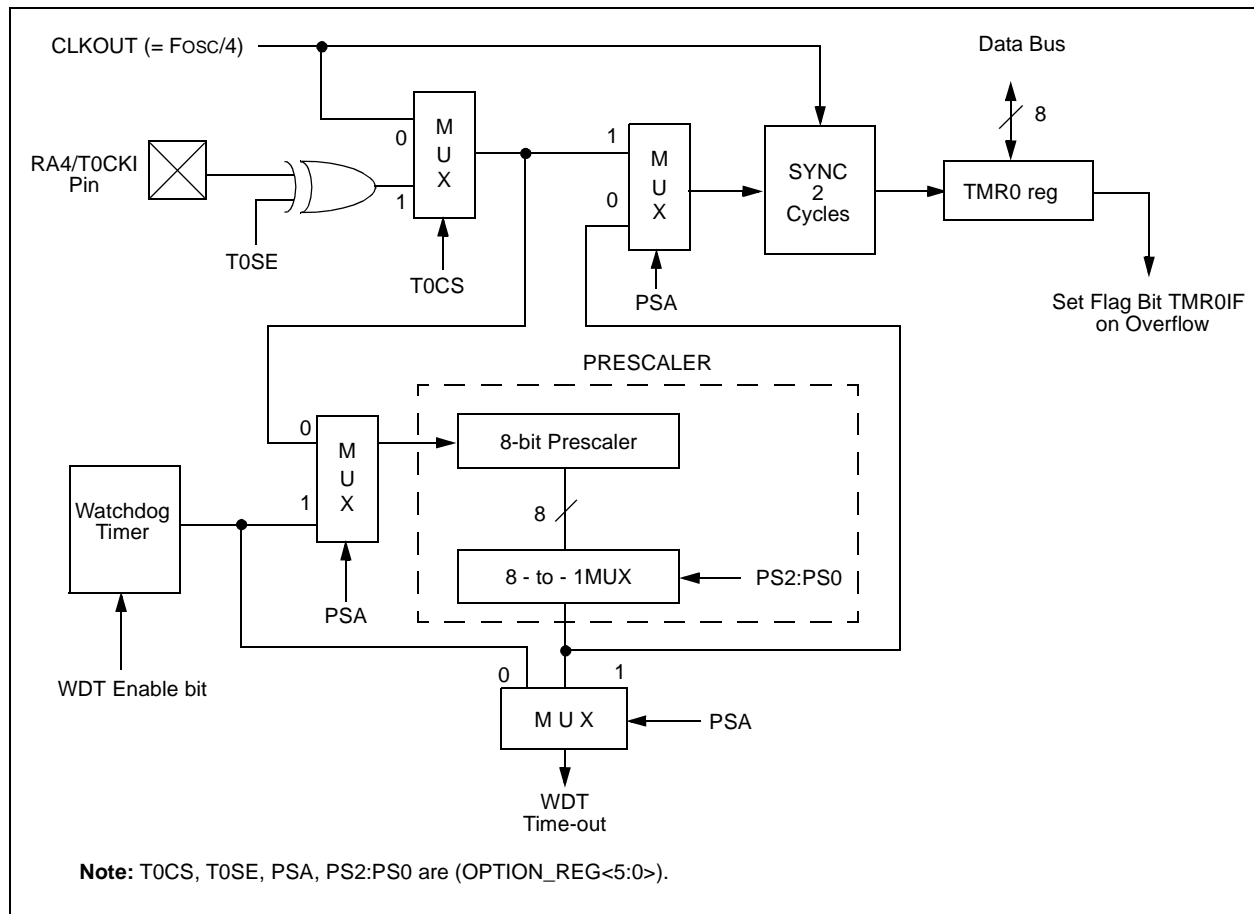 CLKOUT (= FOSC/4)
Data Bus
8
0
M
U
X
1
RA4/T0CKI
Pin
T0SE
T0CS
1
0
M
U
X
PSA
SYNC
2
Cycles
TMR0 reg
Set Flag Bit TMR0IF
on Overflow
PRESCALER
0
M
U
X
1
8-bit Prescaler
Watchdog
Timer
8
8 - to - 1MUX
PS2:PS0
PSA
WDT Enable bit
0
1
M U X
PSA
WDT
Time-out
Note: T0CS, T0SE, PSA, PS2:PS0 are (OPTION_REG<5:0>).